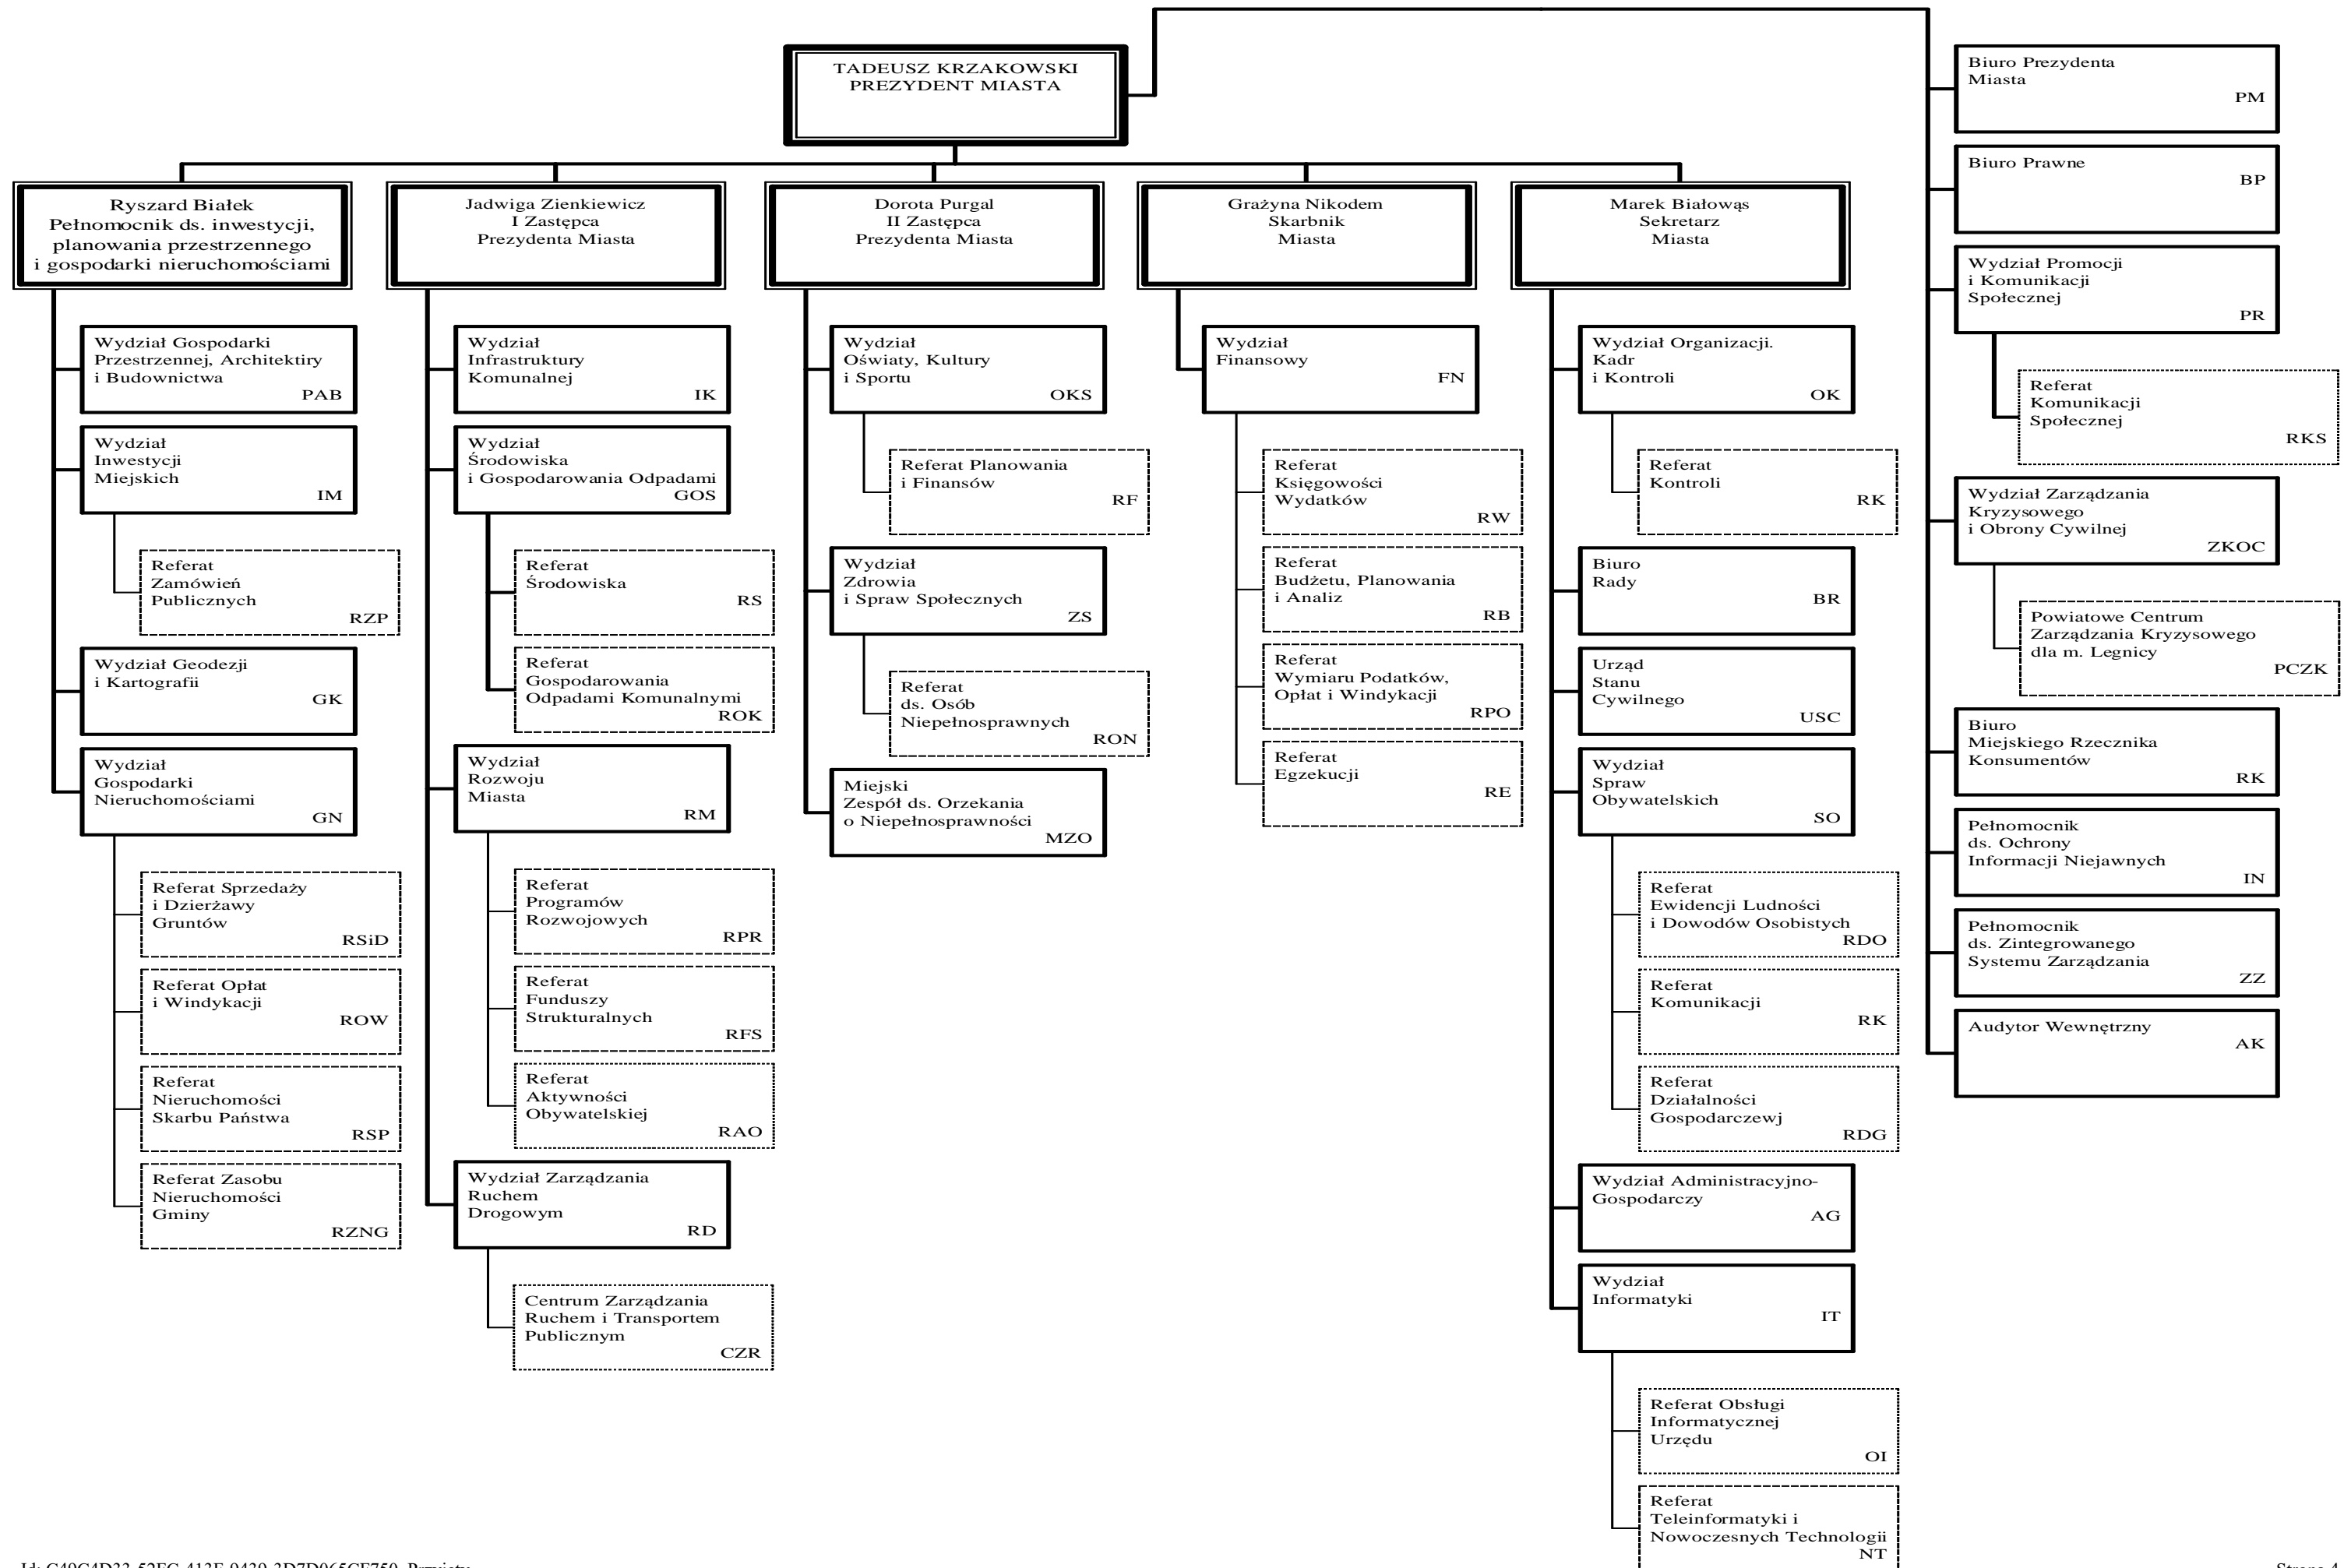 TADEUSZ KRZAKOWSKI
PREZYDENT MIASTA
Ryszard Białek
Pełnomocnik ds. inwestycji,
planowania przestrzennego
i gospodarki nieruchomościami
Wydział Gospodarki
Przestrzennej, Architektiry
i Budownictwa
PAB
Wydział
Inwestycji
Miejskich
IM
Referat
Zamówień
Publicznych
RZP
Wydział Geodezji
i Kartografii
GK
Wydział
Gospodarki
Nieruchomościami
GN
Referat Sprzedaży
i Dzierżawy
Gruntów
RSiD
Referat Opłat
i Windykacji
ROW
Referat
Nieruchomości
Skarbu Państwa
RSP
Referat Zasobu
Nieruchomości
Gminy
RZNG
Jadwiga Zienkiewicz
I Zastępca
Prezydenta Miasta
Wydział
Infrastruktury
Komunalnej
IK
Wydział
Środowiska
i Gospodarowania Odpadami
GOS
Referat
Środowiska
RS
Referat
Gospodarowania
Odpadami Komunalnymi
ROK
Wydział
Rozwoju
Miasta
RM
Referat
Programów
Rozwojowych
RPR
Referat
Funduszy
Strukturalnych
RFS
Referat
Aktywności
Obywatelskiej
RAO
Wydział Zarządzania
Ruchem
Drogowym
RD
Centrum Zarządzania
Ruchem i Transportem
Publicznym
CZR
Dorota Purgal
II Zastępca
Prezydenta Miasta
Wydział
Oświaty, Kultury
i Sportu
OKS
Referat Planowania
i Finansów
RF
Wydział
Zdrowia
i Spraw Społecznych
ZS
Referat
ds. Osób
Niepełnosprawnych
RON
Miejski
Zespół ds. Orzekania
o Niepełnosprawności
MZO
Grażyna Nikodem
Skarbnik
Miasta
Wydział
Finansowy
FN
Referat
Księgowości
Wydatków
RW
Referat
Budżetu, Planowania
i Analiz
RB
Referat
Wymiaru Podatków,
Opłat i Windykacji
RPO
Referat
Egzekucji
RE
Marek Białowąs
Sekretarz
Miasta
Wydział Organizacji.
Kadr
i Kontroli
OK
Referat
Kontroli
RK
Biuro
Rady
BR
Urząd
Stanu
Cywilnego
USC
Wydział
Spraw
Obywatelskich
SO
Referat
Ewidencji Ludności
i Dowodów Osobistych
RDO
Referat
Komunikacji
RK
Referat
Działalności
Gospodarczewj
RDG
Wydział Administracyjno-
Gospodarczy
AG
Wydział
Informatyki
IT
Referat Obsługi
Informatycznej
Urzędu
OI
Referat
Teleinformatyki i
Nowoczesnych Technologii
NT
Biuro Prezydenta
Miasta
PM
Biuro Prawne
BP
Wydział Promocji
i Komunikacji
Społecznej
PR
Referat
Komunikacji
Społecznej
RKS
Wydział Zarządzania
Kryzysowego
i Obrony Cywilnej
ZKOC
Powiatowe Centrum
Zarządzania Kryzysowego
dla m. Legnicy
PCZK
Biuro
Miejskiego Rzecznika
Konsumentów
RK
Pełnomocnik
ds. Ochrony
Informacji Niejawnych
IN
Pełnomocnik
ds. Zintegrowanego
Systemu Zarządzania
ZZ
Audytor Wewnętrzny
AK